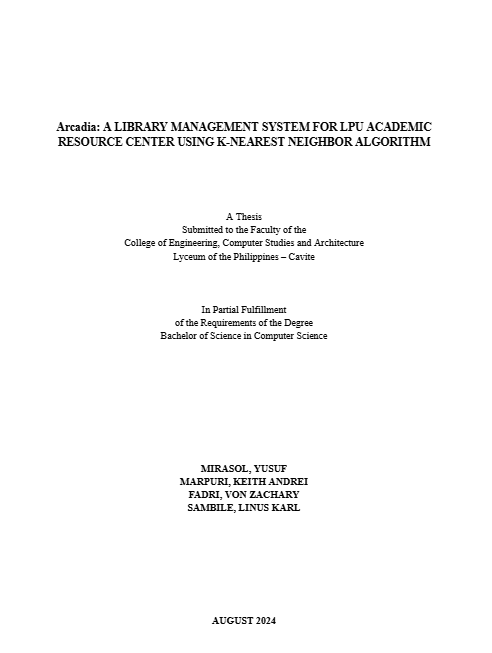 Arcadia: A LIBRARY MANAGEMENT SYSTEM FOR LPU ACADEMIC
RESOURCE CENTER USING K-NEAREST NEIGHBOR ALGORITHM
A Thesis
Submitted to the Faculty of the
College of Engineering, Computer Studies and Architecture
Lyceum of the Philippines – Cavite
In Partial Fulfillment
of the Requirements of the Degree
Bachelor of Science in Computer Science
MIRASOL, YUSUF
MARPURI, KEITH ANDREI
FADRI, VON ZACHARY
SAMBILE, LINUS KARL
AUGUST 2024